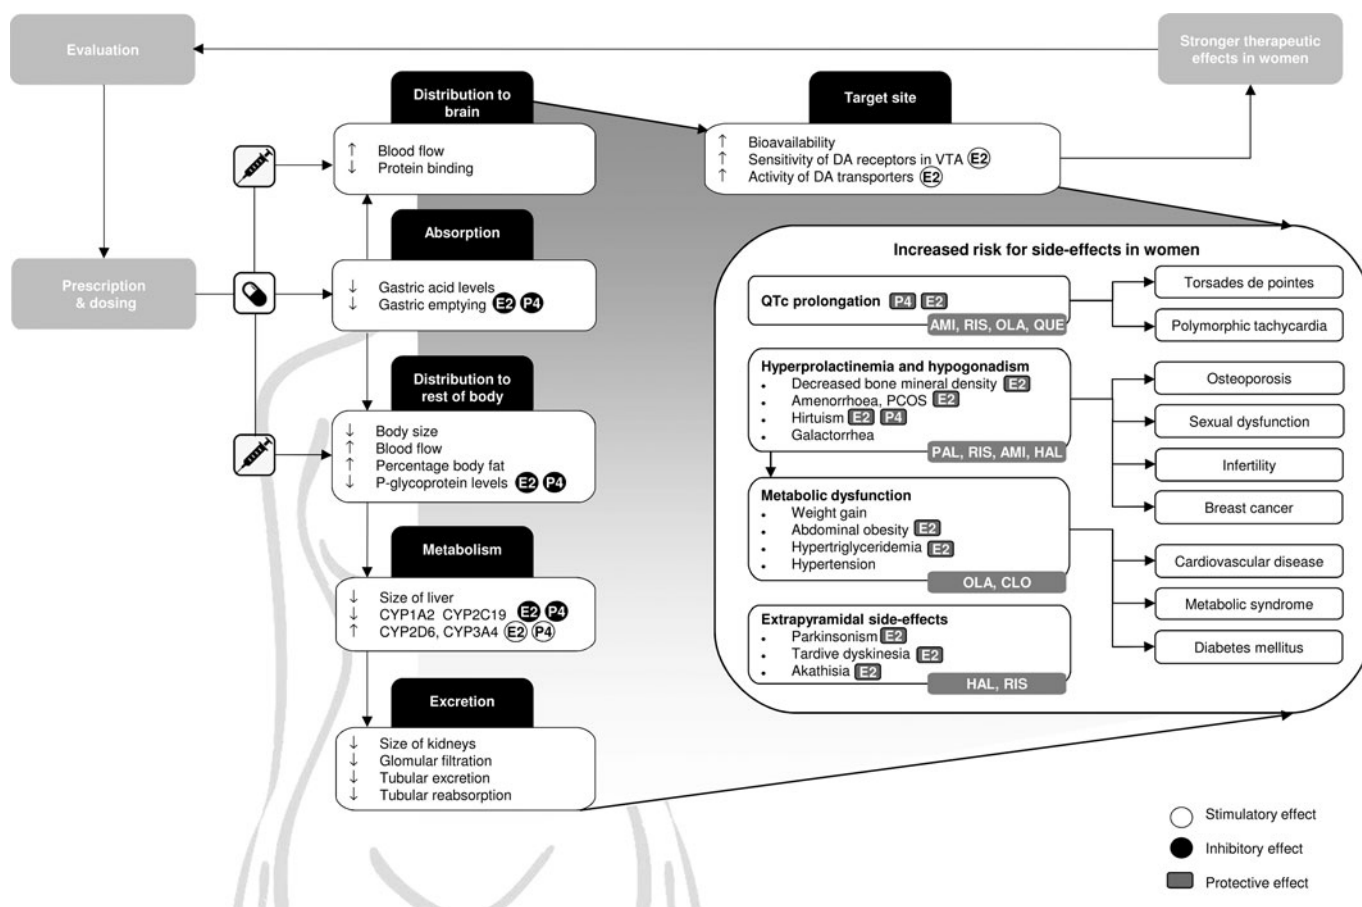 Evaluation
Stronger therapeutic
effects in women
Distribution to
brain
↑ Blood flow
↓ Protein binding
Target site
↑ Bioavailability
↑ Sensitivity of DA receptors in VTA E2
↑ Activity of DA transporters E2
Prescription
& dosing
Absorption
↓ Gastric acid levels
↓ Gastric emptying E2 P4
Distribution to
rest of body
↓ Body size
↑ Blood flow
↑ Percentage body fat
↓ P-glycoprotein levels E2 P4
Metabolism
↓ Size of liver
↓ CYP1A2 CYP2C19 E2 P4
↑ CYP2D6, CYP3A4 E2 P4
Excretion
↓ Size of kidneys
↓ Glomular filtration
↓ Tubular excretion
↓ Tubular reabsorption
Increased risk for side-effects in women
QTc prolongation P4 E2
AMI, RIS, OLA, QUE
Torsades de pointes
Polymorphic tachycardia
Hyperprolactinemia and hypogonadism
• Decreased bone mineral density E2
• Amenorrhoea, PCOS E2
• Hirtuism E2 P4
• Galactorrhea
PAL, RIS, AMI, HAL
Osteoporosis
Sexual dysfunction
Infertility
Breast cancer
Metabolic dysfunction
• Weight gain
• Abdominal obesity E2
• Hypertriglyceridemia E2
• Hypertension
OLA, CLO
Cardiovascular disease
Metabolic syndrome
Diabetes mellitus
Extrapyramidal side-effects
• Parkinsonism E2
• Tardive dyskinesia E2
• Akathisia E2
HAL, RIS
Stimulatory effect
Inhibitory effect
Protective effect